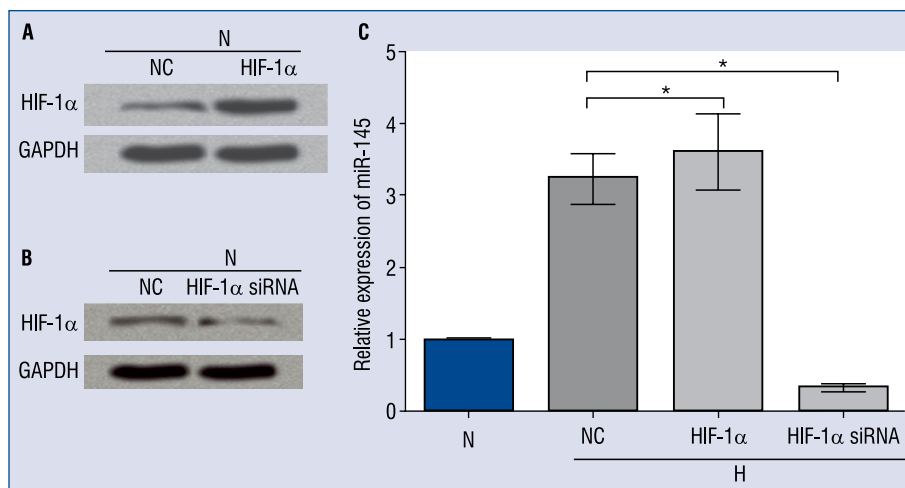 A
N
NC HIF-1α
HIF-1α
GAPDH
B
N
NC HIF-1α siRNA
HIF-1α
GAPDH
C
Relative expression of miR-145
5
4
3
2
1
0
*
*
N NC HIF-1α HIF-1α siRNA
H